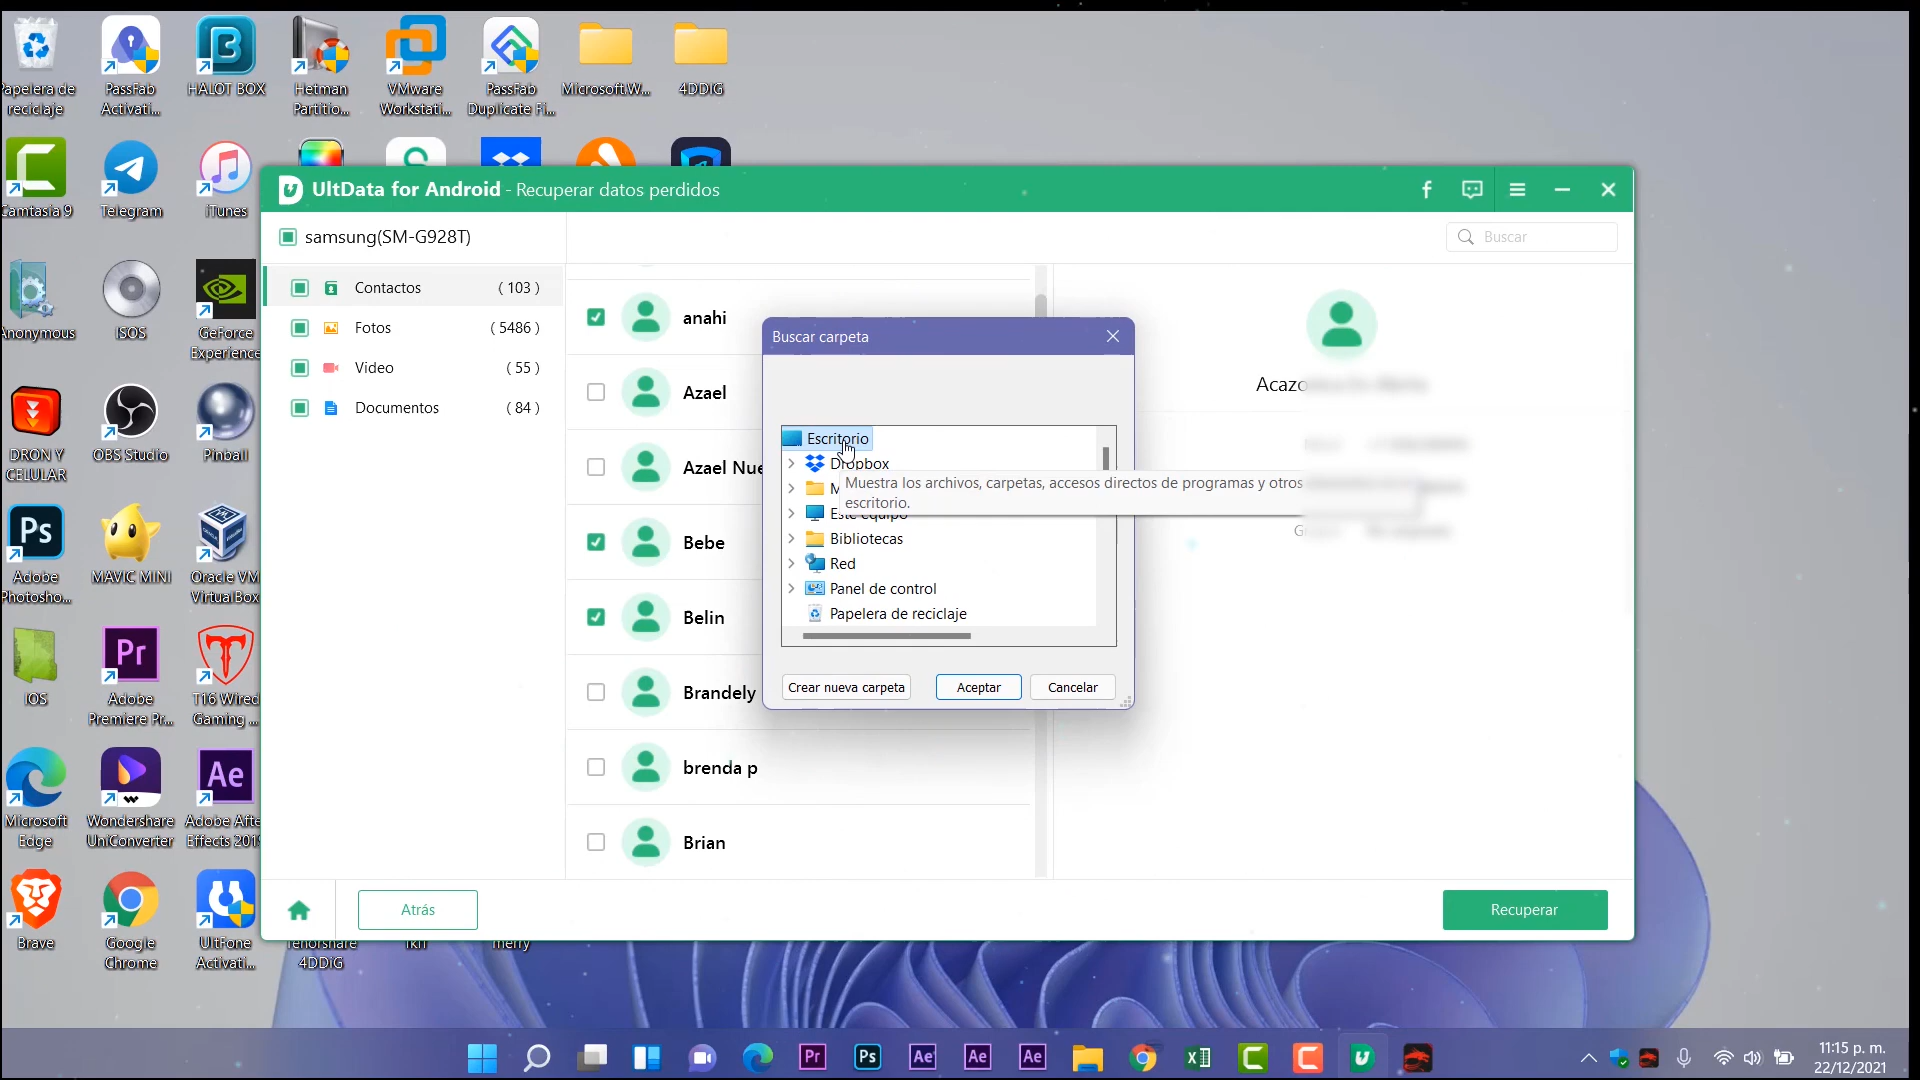 Papelera de
reciclaje
PassFab
Activati...
HALOT BOX
Hetman
Partitio...
VMware
Workstati...
PassFab
Duplicate Fi...
Microsoft.W...
4DDiG
Camtasia 9
Telegram
iTunes
Anonymous
ISOS
GeForce
Experience
DRON Y
CELULAR
OBS Studio
Pinball
Adobe
Photosho...
MAVIC MINI
Oracle VM
VirtualBox
IOS
Adobe
Premiere Pr...
T16 Wired
Gaming ...
Microsoft
Edge
Wondershare
UniConverter
Adobe Afte
Effects 201
Brave
Google
Chrome
UltFone
Activati...
Tenorshare
4DDiG
merry
UltData for Android - Recuperar datos perdidos
samsung(SM-G928T)
Buscar
Contactos ( 103 )
Fotos ( 5486 )
Video ( 55 )
Documentos ( 84 )
anahi
Azael
Azael Nue
Bebe
Belin
Brandely
brenda p
Brian
Acazo
Buscar carpeta
Escritorio
Dropbox
M
Muestra los archivos, carpetas, accesos directos de programas y otros
escritorio.
Este equipo
Bibliotecas
Red
Panel de control
Papelera de reciclaje
Crear nueva carpeta
Aceptar
Cancelar
Atrás
Recuperar
11:15 p. m.
22/12/2021